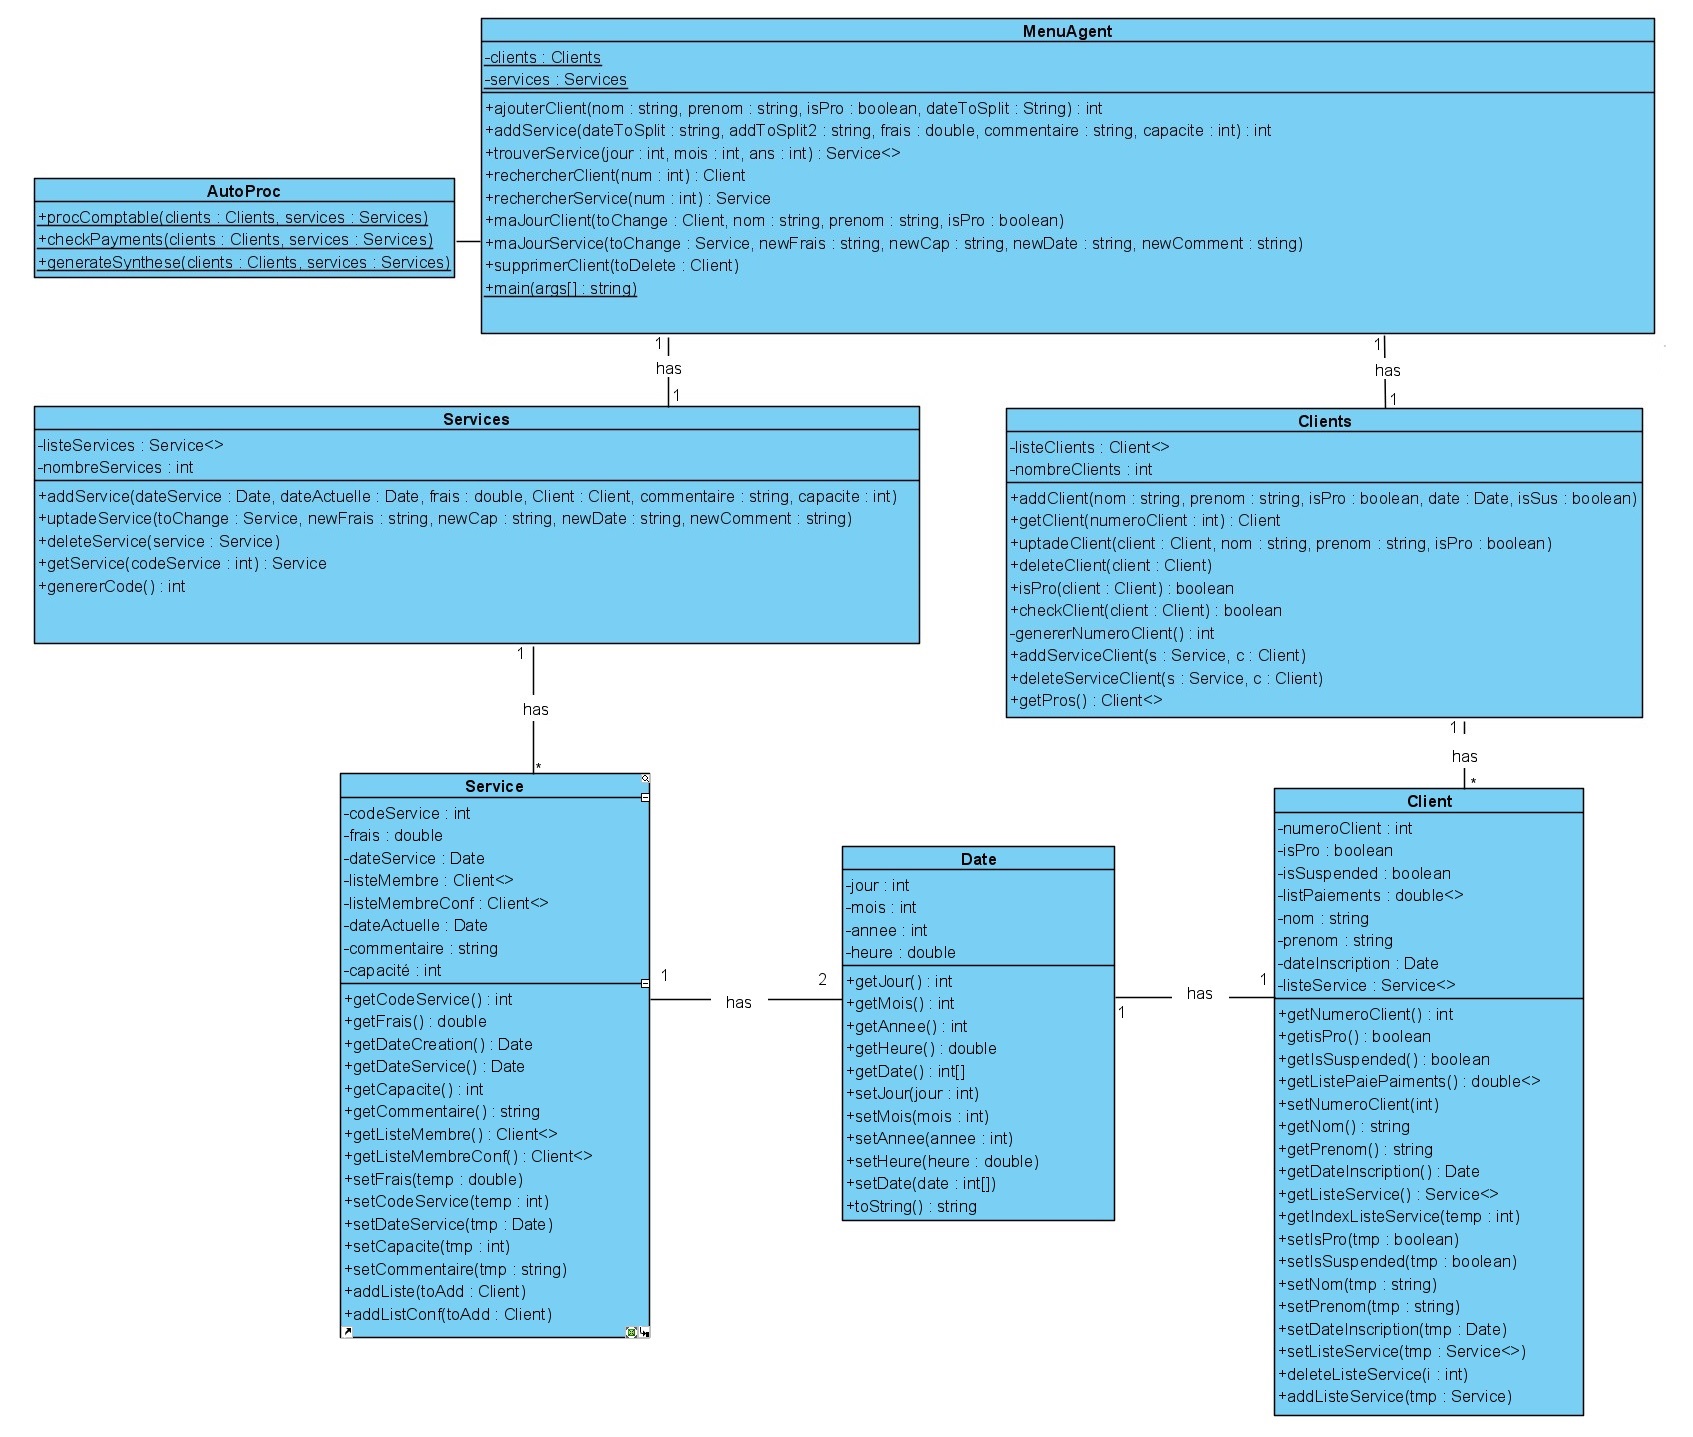 MenuAgent
-clients : Clients
-services : Services
+ajouterClient(nom : string, prenom : string, isPro : boolean, dateToSplit : String) : int
+addService(dateToSplit : string, addToSplit2 : string, frais : double, commentaire : string, capacite : int) : int
+trouverService(jour : int, mois : int, ans : int) : Service<>
+rechercherClient(num : int) : Client
+rechercherService(num : int) : Service
+maJourClient(toChange : Client, nom : string, prenom : string, isPro : boolean)
+maJourService(toChange : Service, newFrais : string, newCap : string, newDate : string, newComment : string)
+supprimerClient(toDelete : Client)
+main(args[] : string)
AutoProc
+procComptable(clients : Clients, services : Services)
+checkPayments(clients : Clients, services : Services)
+generateSynthese(clients : Clients, services : Services)
1
has
1
1
has
1
Services
-listeServices : Service<>
-nombreServices : int
+addService(dateService : Date, dateActuelle : Date, frais : double, Client : Client, commentaire : string, capacite : int)
+uptadeService(toChange : Service, newFrais : string, newCap : string, newDate : string, newComment : string)
+deleteService(service : Service)
+getService(codeService : int) : Service
+genererCode() : int
Clients
-listeClients : Client<>
-nombreClients : int
+addClient(nom : string, prenom : string, isPro : boolean, date : Date, isSus : boolean)
+getClient(numeroClient : int) : Client
+uptadeClient(client : Client, nom : string, prenom : string, isPro : boolean)
+deleteClient(client : Client)
+isPro(client : Client) : boolean
+checkClient(client : Client) : boolean
-genererNumeroClient() : int
+addServiceClient(s : Service, c : Client)
+deleteServiceClient(s : Service, c : Client)
+getPros() : Client<>
1
has
*
1
has
*
Service
-codeService : int
-frais : double
-dateService : Date
-listeMembre : Client<>
-listeMembreConf : Client<>
-dateActuelle : Date
-commentaire : string
-capacité : int
+getCodeService() : int
+getFrais() : double
+getDateCreation() : Date
+getDateService() : Date
+getCapacite() : int
+getCommentaire() : string
+getListeMembre() : Client<>
+getListeMembreConf() : Client<>
+setFrais(temp : double)
+setCodeService(temp : int)
+setDateService(tmp : Date)
+setCapacite(tmp : int)
+setCommentaire(tmp : string)
+addListe(toAdd : Client)
+addListConf(toAdd : Client)
1
has
2
Date
-jour : int
-mois : int
-annee : int
-heure : double
+getJour() : int
+getMois() : int
+getAnnee() : int
+getHeure() : double
+getDate() : int[]
+setJour(jour : int)
+setMois(mois : int)
+setAnnee(annee : int)
+setHeure(heure : double)
+setDate(date : int[])
+toString() : string
1
has
1
Client
-numeroClient : int
-isPro : boolean
-isSuspended : boolean
-listPaiements : double<>
-nom : string
-prenom : string
-dateInscription : Date
-listeService : Service<>
+getNumeroClient() : int
+getisPro() : boolean
+getIsSuspended() : boolean
+getListePaiePaiments() : double<>
+setNumeroClient(int)
+getNom() : string
+getPrenom() : string
+getDateInscription() : Date
+getListeService() : Service<>
+getIndexListeService(temp : int)
+setIsPro(tmp : boolean)
+setIsSuspended(tmp : boolean)
+setNom(tmp : string)
+setPrenom(tmp : string)
+setDateInscription(tmp : Date)
+setListeService(tmp : Service<>)
+deleteListeService(i : int)
+addListeService(tmp : Service)